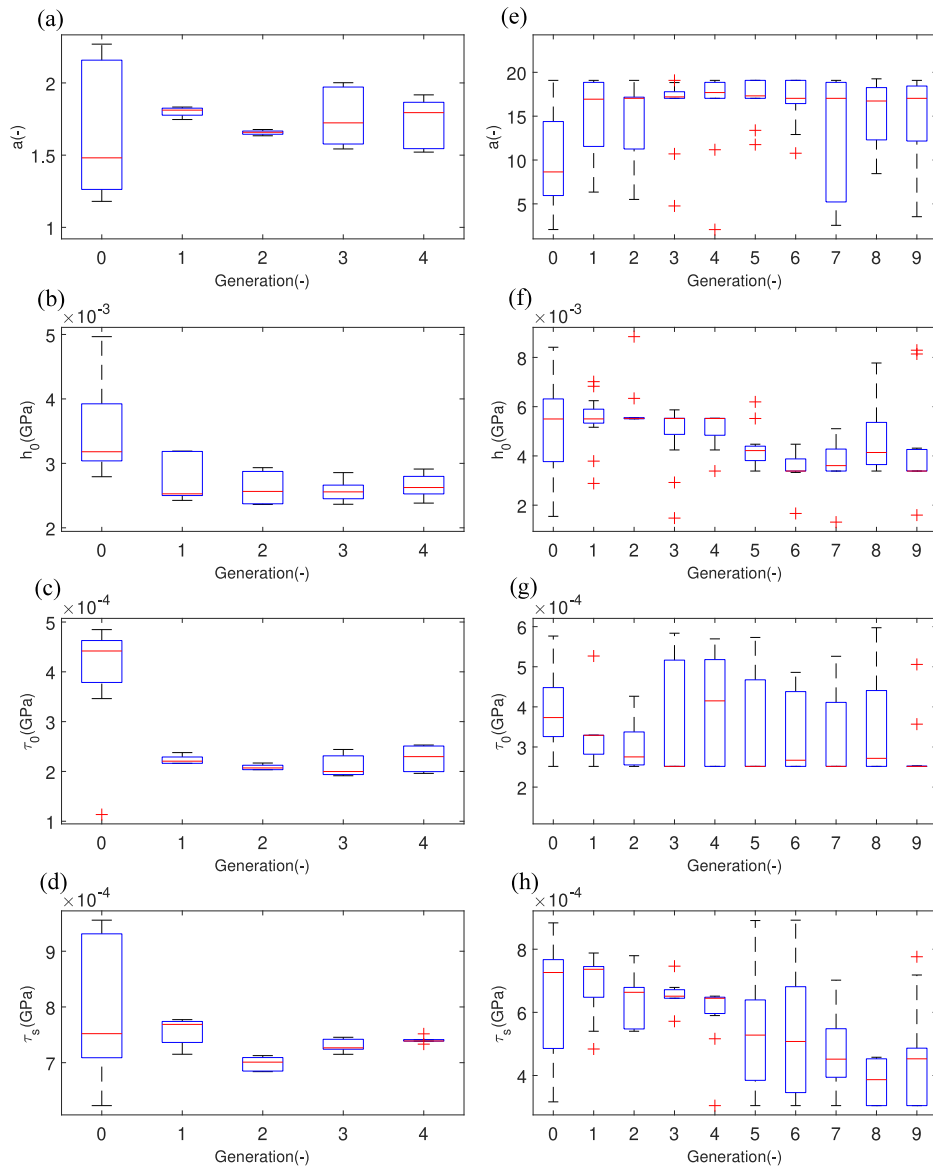 (a)
2
1.5
1
a(-)
0 1 2 3 4
Generation(-)
(b)
×10-3
5
4
3
2
h0(GPa)
0 1 2 3 4
Generation(-)
(c)
×10-4
5
4
3
2
1
τ0(GPa)
0 1 2 3 4
Generation(-)
(d)
×10-4
9
8
7
τs(GPa)
0 1 2 3 4
Generation(-)
(e)
20
15
10
5
a(-)
0 1 2 3 4 5 6 7 8 9
Generation(-)
(f)
×10-3
8
6
4
2
h0(GPa)
0 1 2 3 4 5 6 7 8 9
Generation(-)
(g)
×10-4
6
5
4
3
2
τ0(GPa)
0 1 2 3 4 5 6 7 8 9
Generation(-)
(h)
×10-4
8
6
4
τs(GPa)
0 1 2 3 4 5 6 7 8 9
Generation(-)